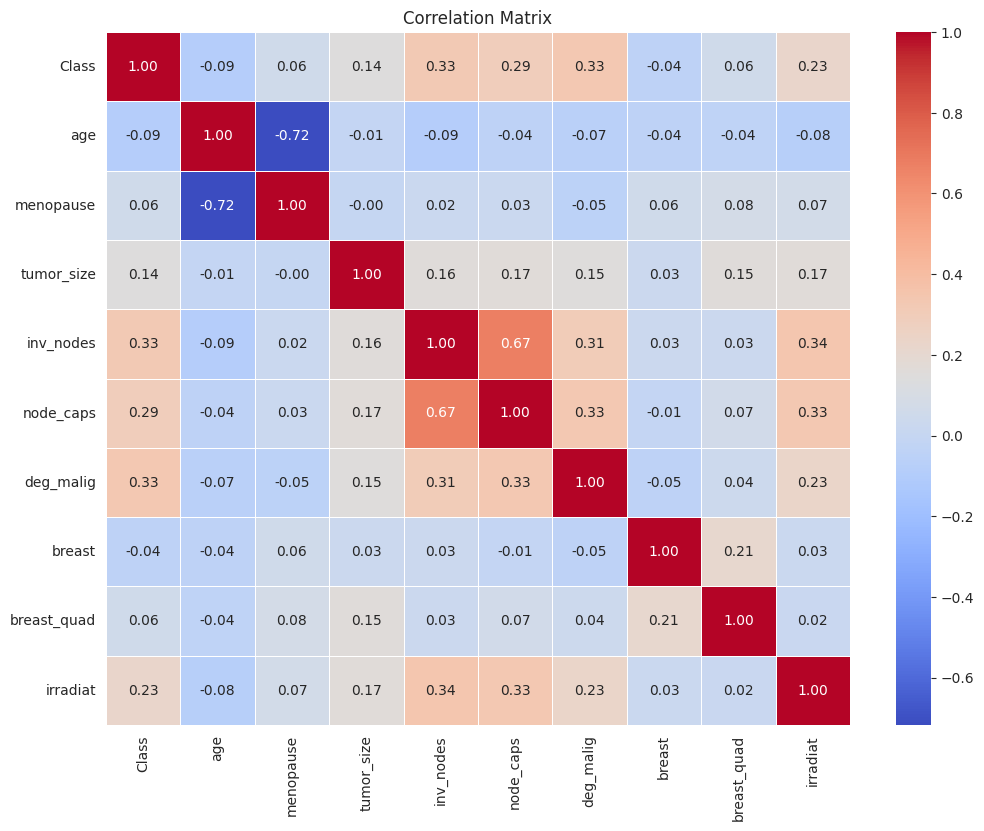 Correlation Matrix
Class 1.00 -0.09 0.06 0.14 0.33 0.29 0.33 -0.04 0.06 0.23
age -0.09 1.00 -0.72 -0.01 -0.09 -0.04 -0.07 -0.04 -0.04 -0.08
menopause 0.06 -0.72 1.00 -0.00 0.02 0.03 -0.05 0.06 0.08 0.07
tumor_size 0.14 -0.01 -0.00 1.00 0.16 0.17 0.15 0.03 0.15 0.17
inv_nodes 0.33 -0.09 0.02 0.16 1.00 0.67 0.31 0.03 0.03 0.34
node_caps 0.29 -0.04 0.03 0.17 0.67 1.00 0.33 -0.01 0.07 0.33
deg_malig 0.33 -0.07 -0.05 0.15 0.31 0.33 1.00 -0.05 0.04 0.23
breast -0.04 -0.04 0.06 0.03 0.03 -0.01 -0.05 1.00 0.21 0.03
breast_quad 0.06 -0.04 0.08 0.15 0.03 0.07 0.04 0.21 1.00 0.02
irradiat 0.23 -0.08 0.07 0.17 0.34 0.33 0.23 0.03 0.02 1.00
Class age menopause tumor_size inv_nodes node_caps deg_malig breast breast_quad irradiat
1.0
0.8
0.6
0.4
0.2
0.0
−0.2
−0.4
−0.6